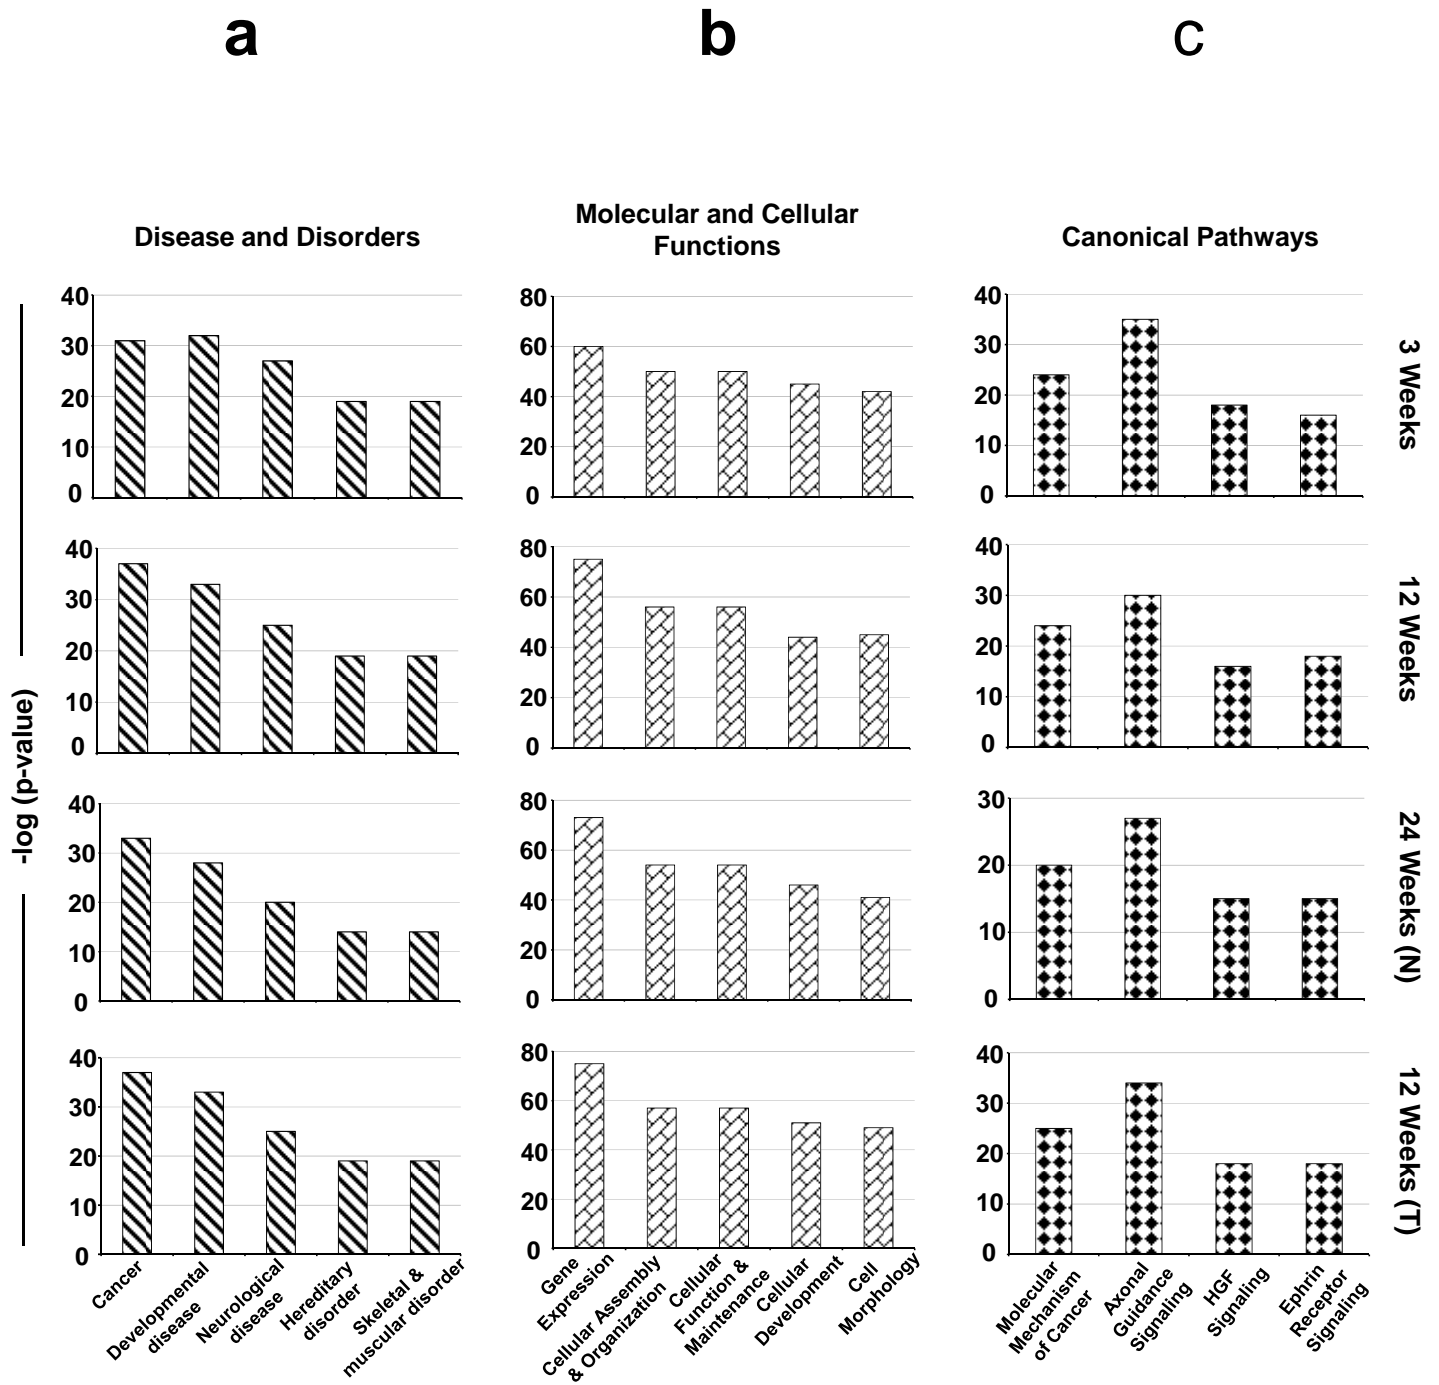 a
b
c
Disease and Disorders
Molecular and Cellular
Functions
Canonical Pathways
-log (p-value)
40
30
20
10
0
80
60
40
20
0
40
30
20
10
0
3 Weeks
40
30
20
10
0
80
60
40
20
0
40
30
20
10
0
12 Weeks
40
30
20
10
0
80
60
40
20
0
30
20
10
0
24 Weeks (N)
40
30
20
10
0
80
60
40
20
0
40
30
20
10
0
12 Weeks (T)
Cancer
Developmental
disease
Neurological
disease
Hereditary
disorder
Skeletal &
muscular disorder
Gene
Expression
Cellular Assembly
& Organization
Cellular
Function &
Maintenance
Cellular
Development
Cell
Morphology
Molecular
Mechanism
of Cancer
Axonal
Guidance
Signaling
HGF
Signaling
Ephrin
Receptor
Signaling